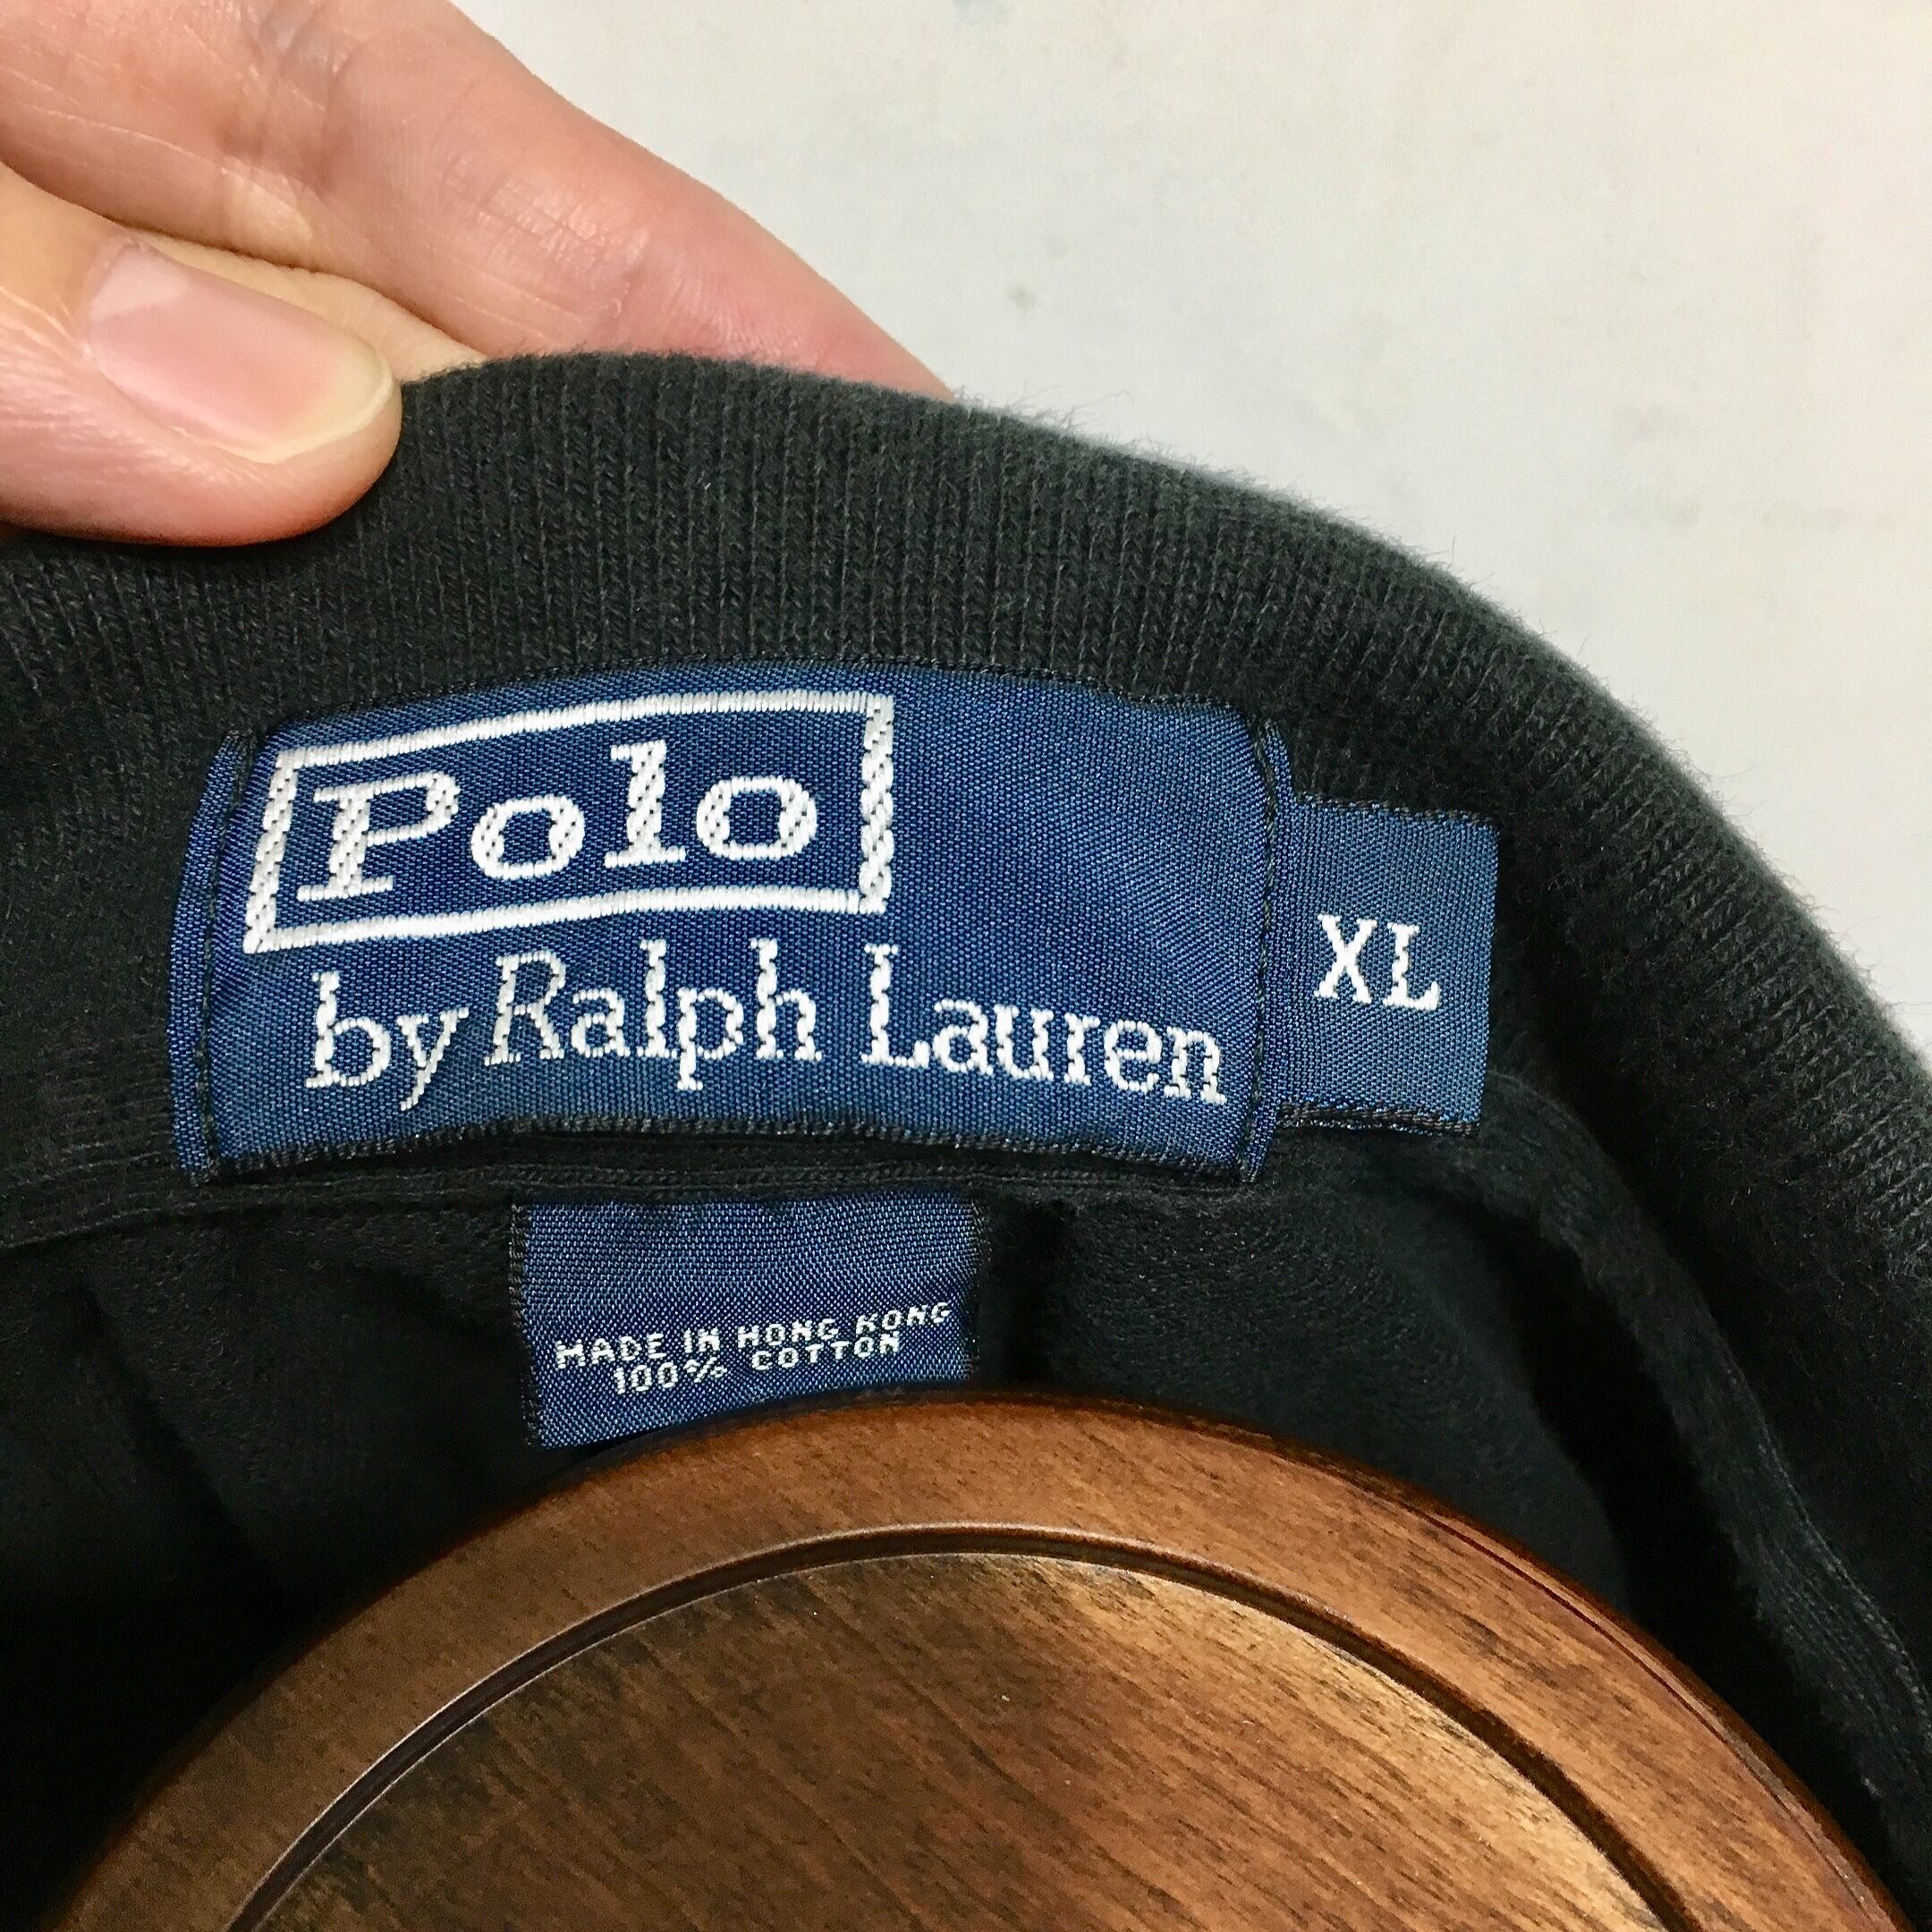 Polo
by Ralph Lauren
XL
MADE IN HONG KONG
100% COTTON